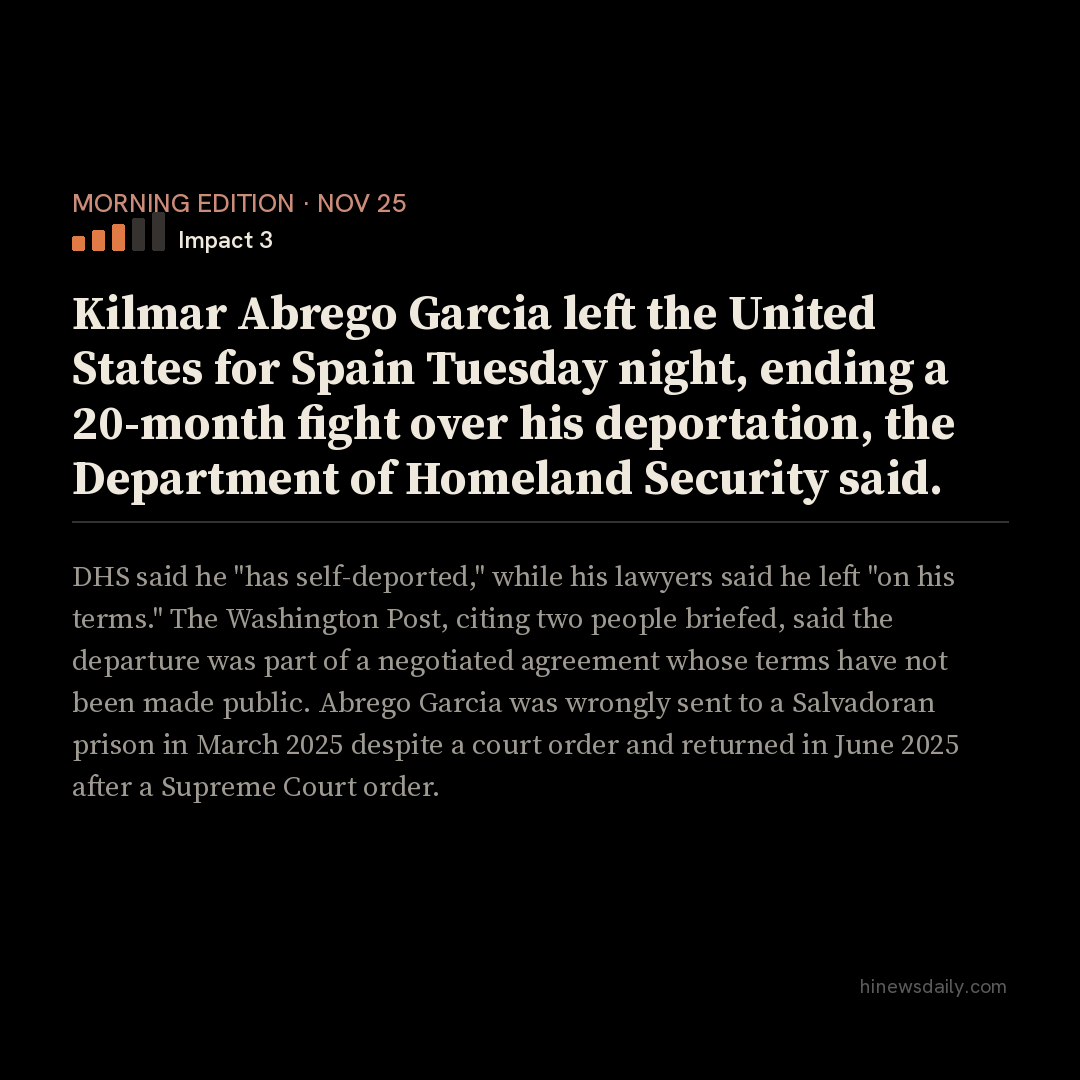 MORNING EDITION · NOV 25
Impact 3
Kilmar Abrego Garcia left the United
States for Spain Tuesday night, ending a
20-month fight over his deportation, the
Department of Homeland Security said.
DHS said he "has self-deported," while his lawyers said he left "on his
terms." The Washington Post, citing two people briefed, said the
departure was part of a negotiated agreement whose terms have not
been made public. Abrego Garcia was wrongly sent to a Salvadoran
prison in March 2025 despite a court order and returned in June 2025
after a Supreme Court order.
hinewsdaily.com